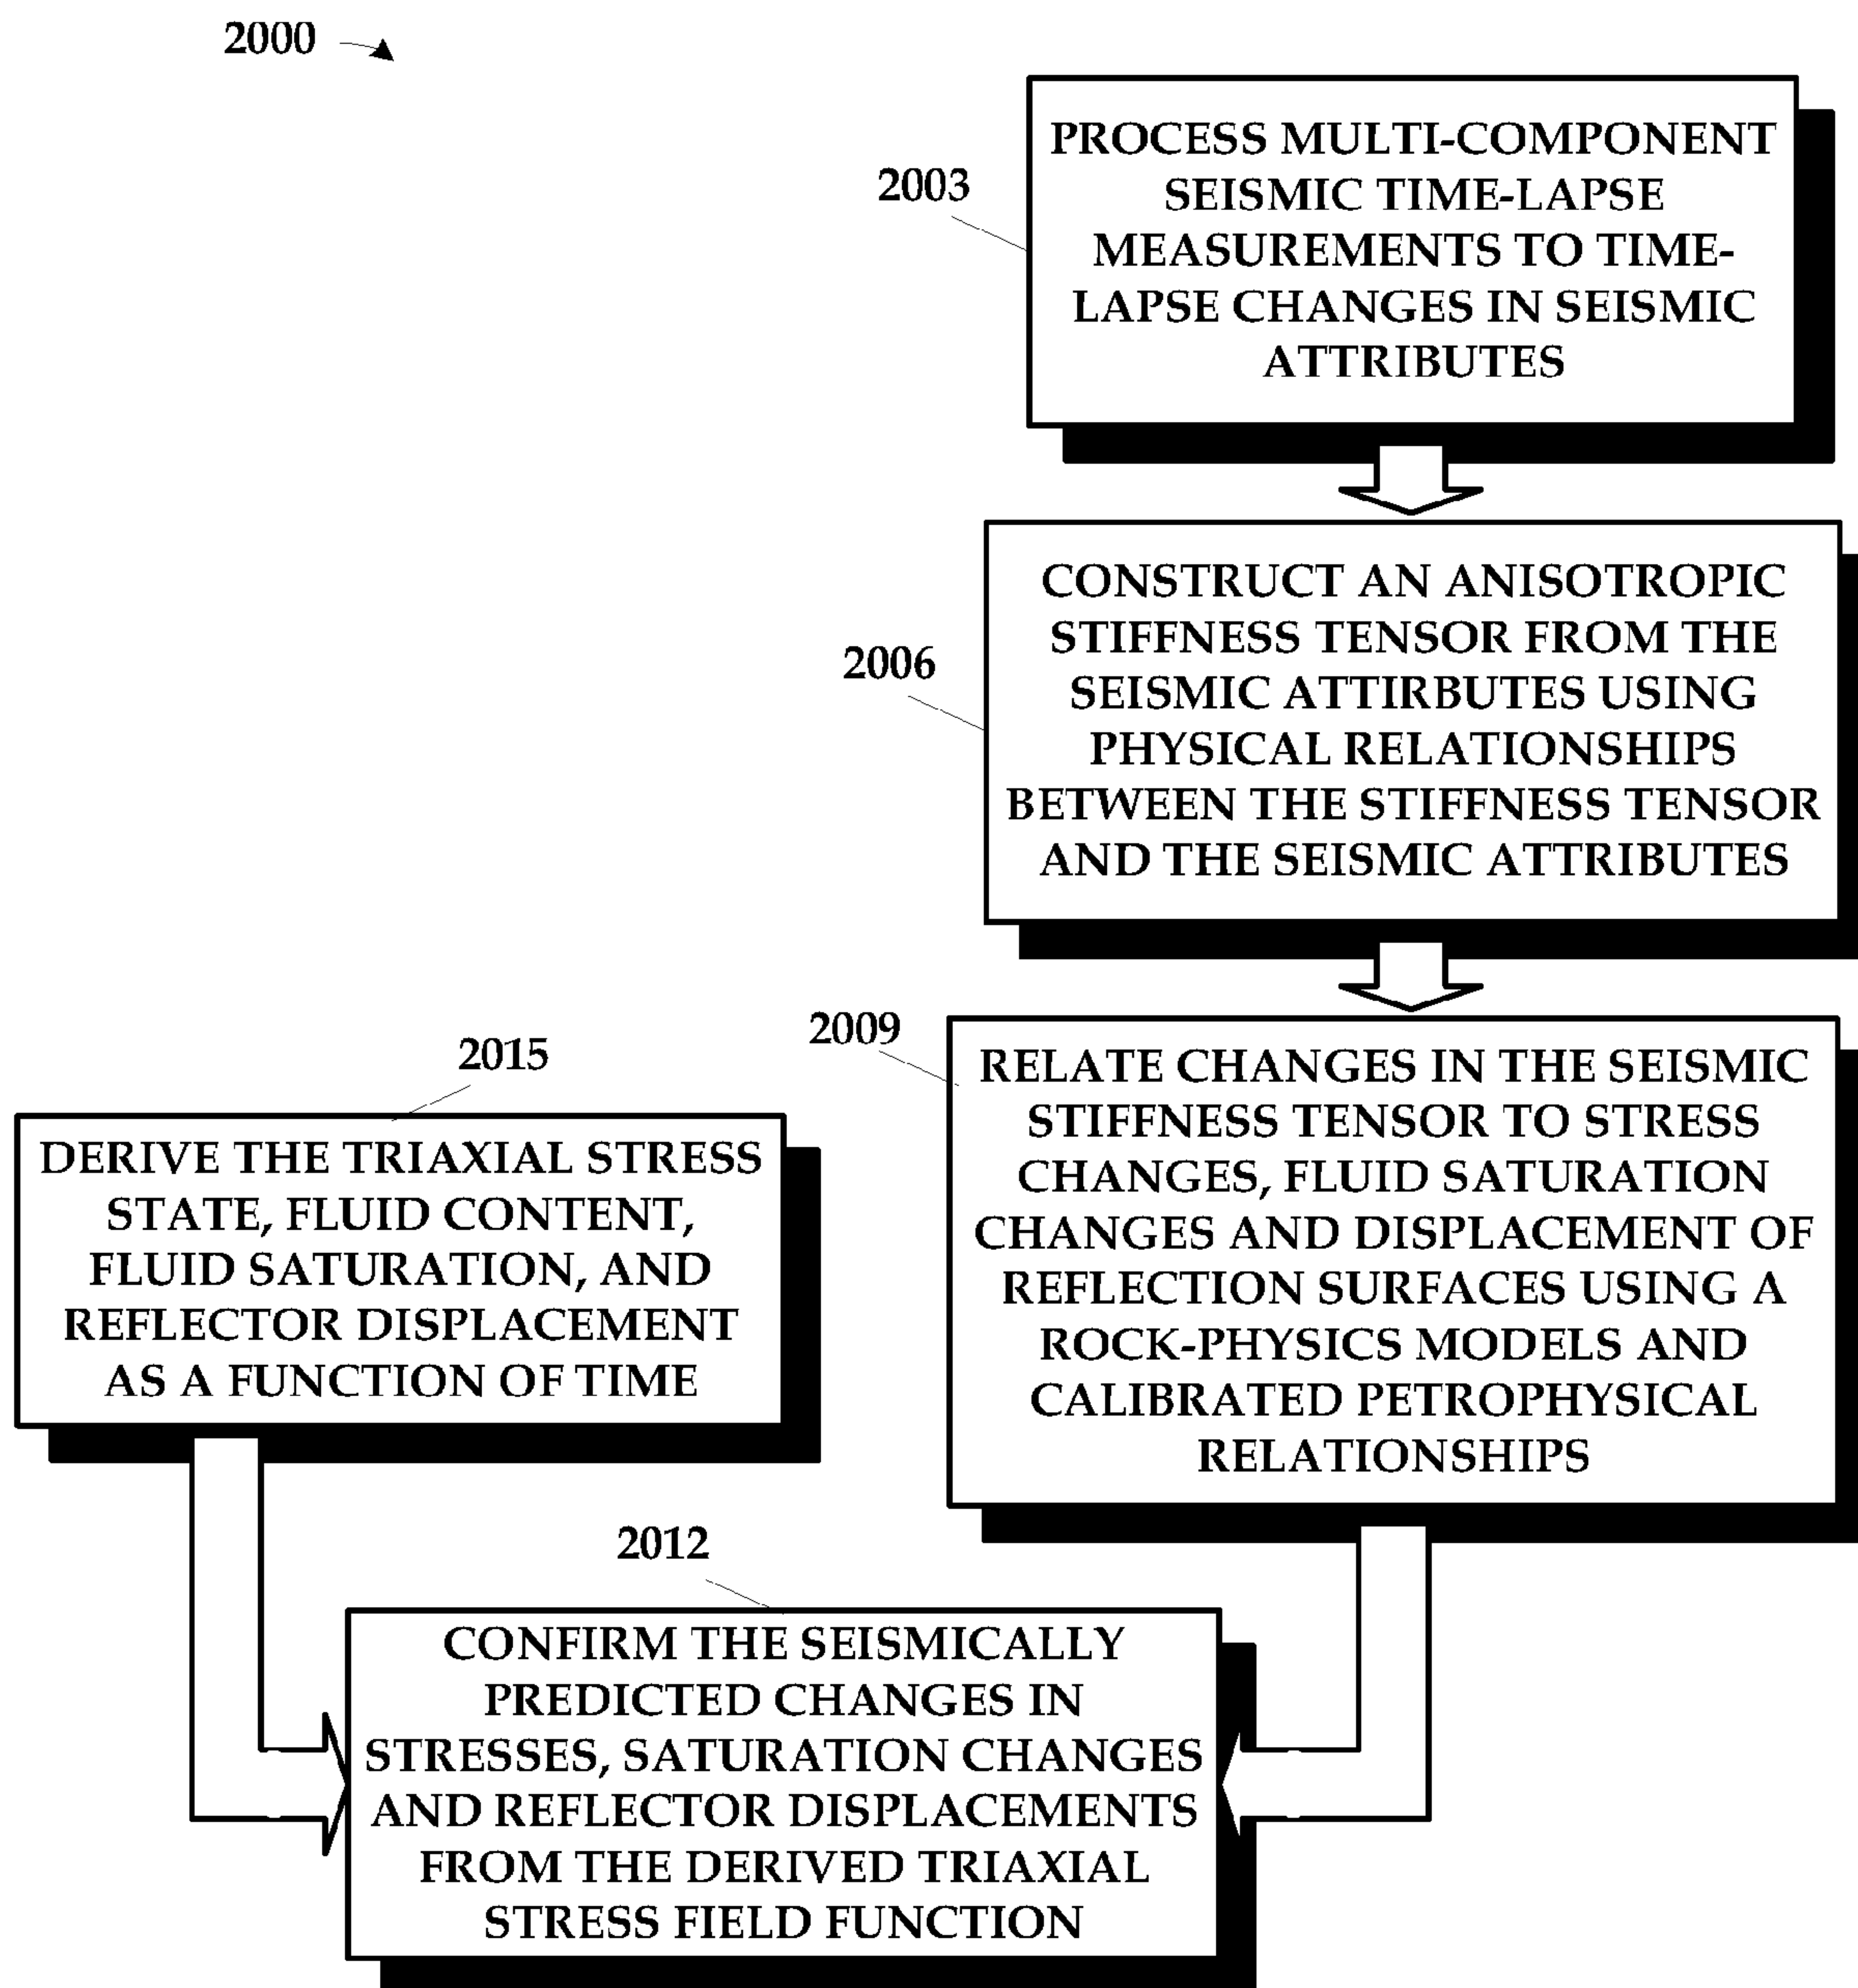 2000
2003
PROCESS MULTI-COMPONENT
SEISMIC TIME-LAPSE
MEASUREMENTS TO TIME-
LAPSE CHANGES IN SEISMIC
ATTRIBUTES
2006
CONSTRUCT AN ANISOTROPIC
STIFFNESS TENSOR FROM THE
SEISMIC ATTIRBUTES USING
PHYSICAL RELATIONSHIPS
BETWEEN THE STIFFNESS TENSOR
AND THE SEISMIC ATTRIBUTES
2009
RELATE CHANGES IN THE SEISMIC
STIFFNESS TENSOR TO STRESS
CHANGES, FLUID SATURATION
CHANGES AND DISPLACEMENT OF
REFLECTION SURFACES USING A
ROCK-PHYSICS MODELS AND
CALIBRATED PETROPHYSICAL
RELATIONSHIPS
2015
DERIVE THE TRIAXIAL STRESS
STATE, FLUID CONTENT,
FLUID SATURATION, AND
REFLECTOR DISPLACEMENT
AS A FUNCTION OF TIME
2012
CONFIRM THE SEISMICALLY
PREDICTED CHANGES IN
STRESSES, SATURATION CHANGES
AND REFLECTOR DISPLACEMENTS
FROM THE DERIVED TRIAXIAL
STRESS FIELD FUNCTION